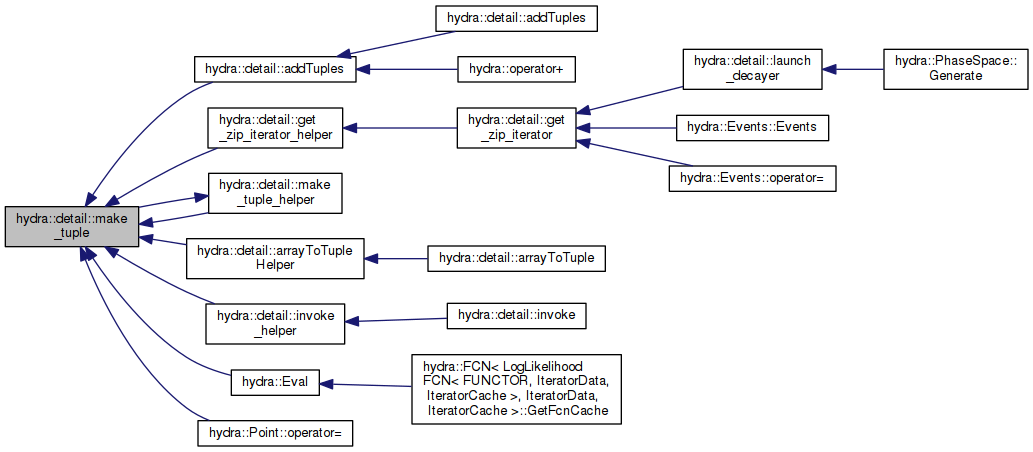 hydra::detail::addTuples
hydra::detail::addTuples
hydra::operator+
hydra::detail::launch
_decayer
hydra::PhaseSpace::
Generate
hydra::detail::get
_zip_iterator_helper
hydra::detail::get
_zip_iterator
hydra::Events::Events
hydra::Events::operator=
hydra::detail::make
_tuple_helper
hydra::detail::make
_tuple
hydra::detail::arrayToTuple
Helper
hydra::detail::arrayToTuple
hydra::detail::invoke
_helper
hydra::detail::invoke
hydra::Eval
hydra::FCN< LogLikelihood
FCN< FUNCTOR, IteratorData,
IteratorCache >, IteratorData,
IteratorCache >::GetFcnCache
hydra::Point::operator=